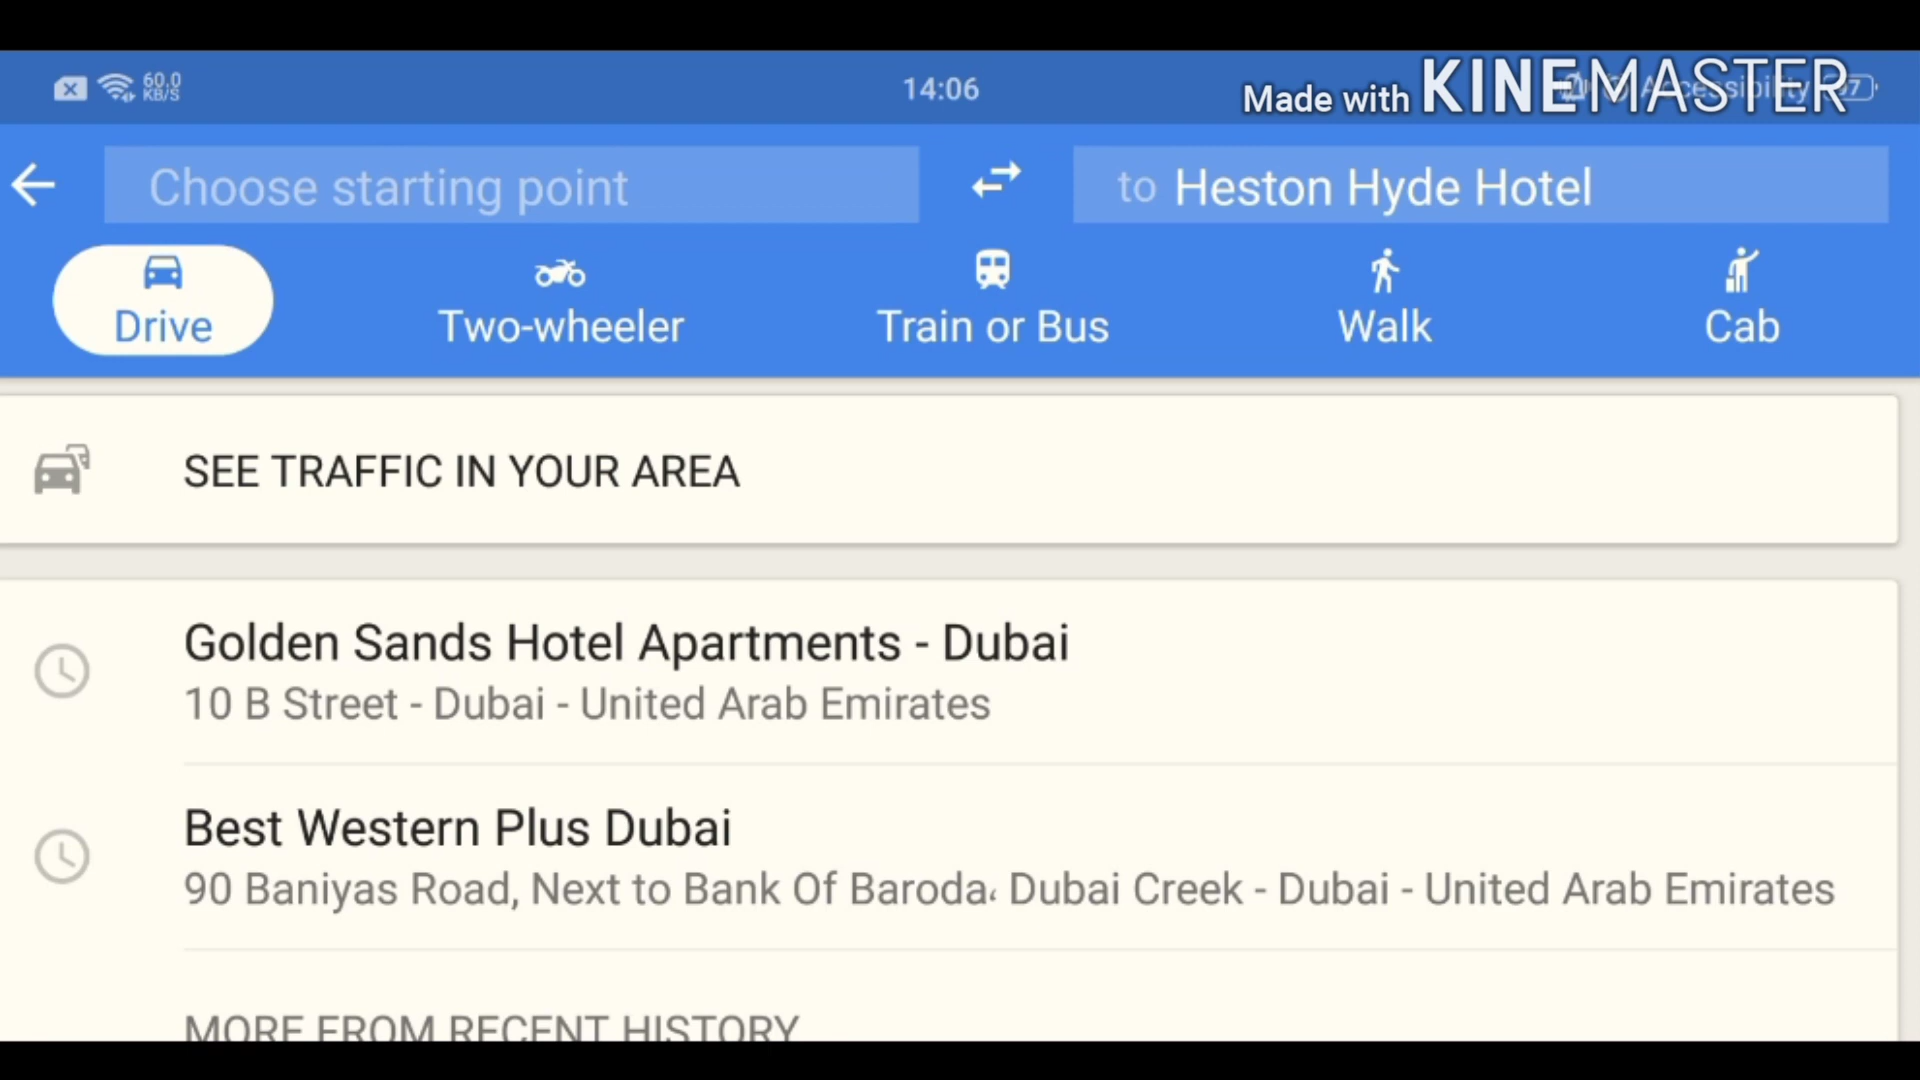 60.0
KB/S
14:06
Made with KINEMASTER
Choose starting point
to Heston Hyde Hotel
Drive
Two-wheeler
Train or Bus
Walk
Cab
SEE TRAFFIC IN YOUR AREA
Golden Sands Hotel Apartments - Dubai
10 B Street - Dubai - United Arab Emirates
Best Western Plus Dubai
90 Baniyas Road, Next to Bank Of Baroda، Dubai Creek - Dubai - United Arab Emirates
MORE FROM RECENT HISTORY